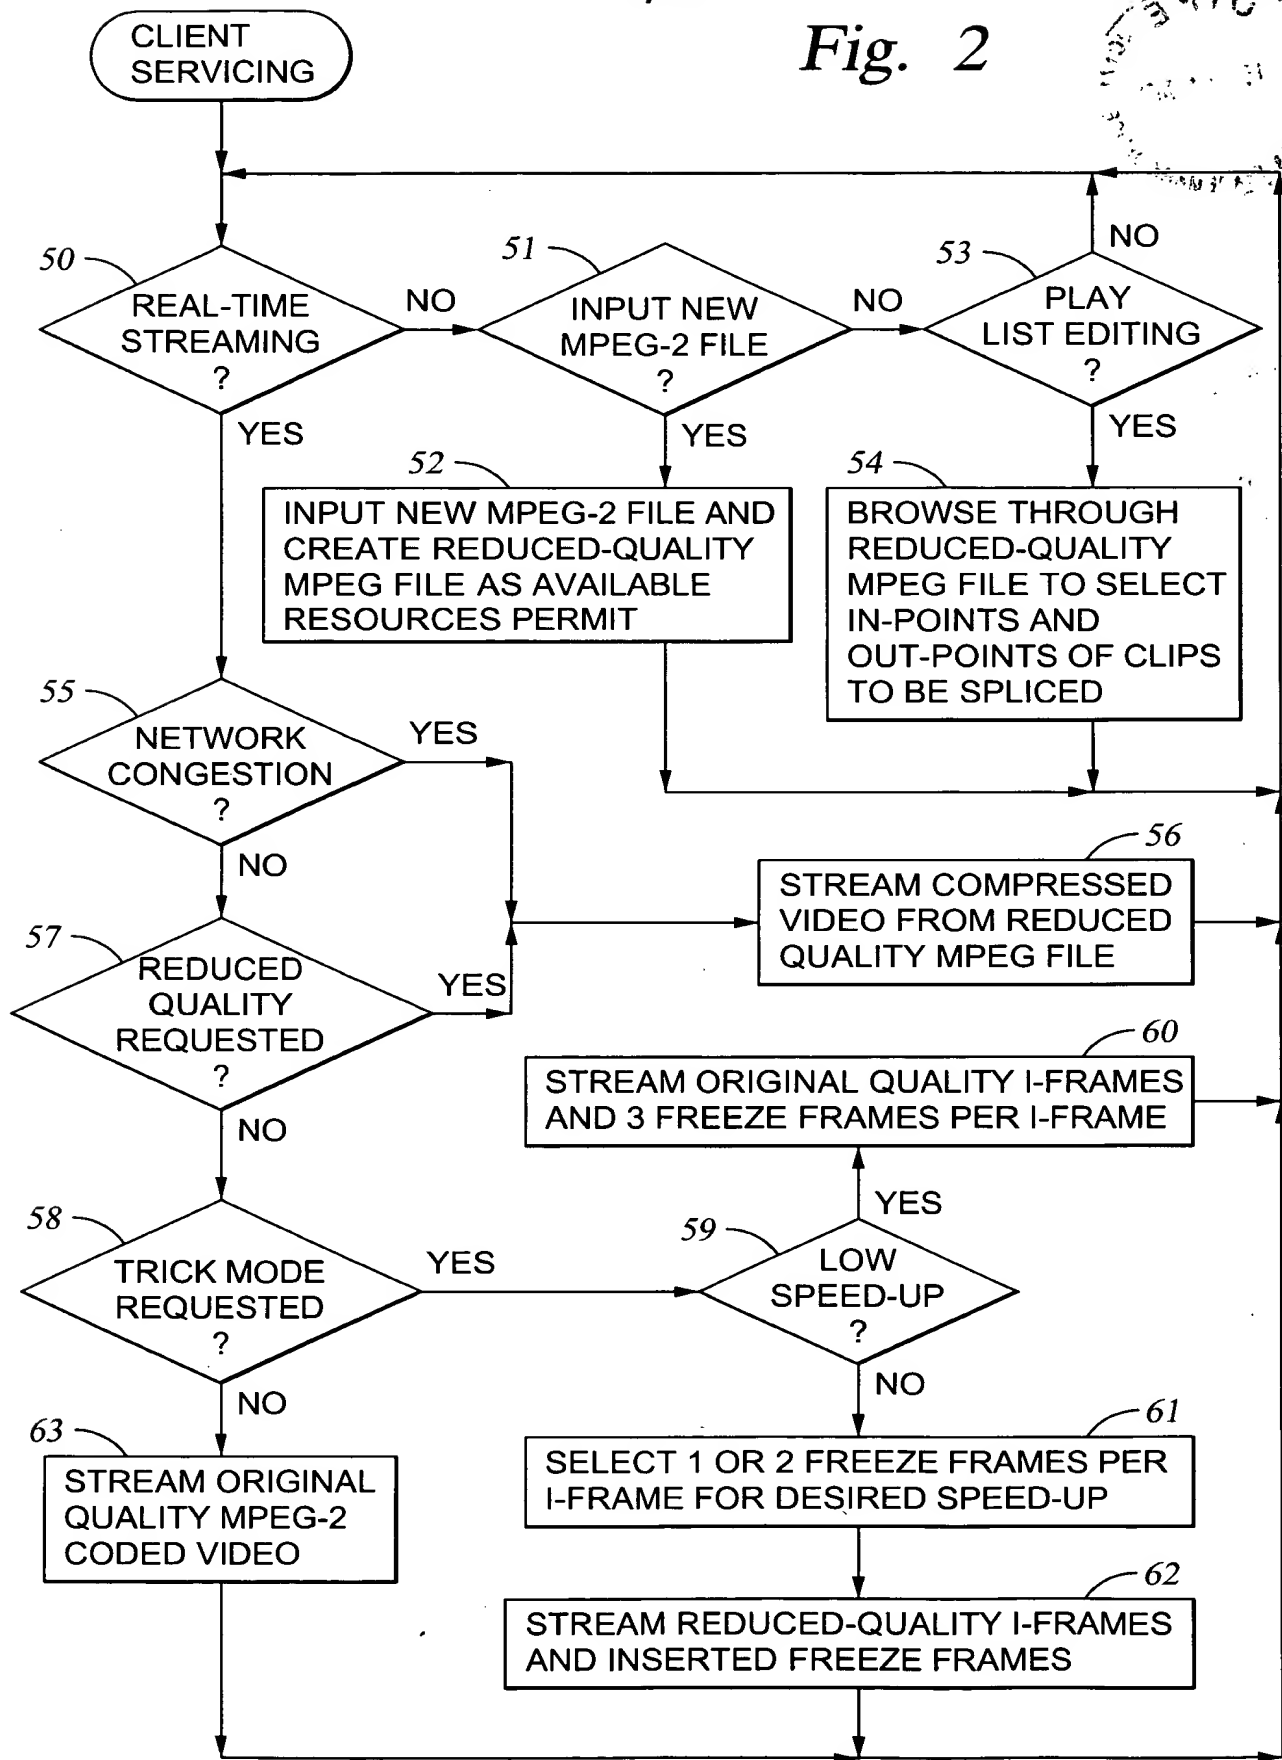 CLIENT
SERVICING
Fig. 2
50
REAL-TIME
STREAMING
?
NO
YES
51
INPUT NEW
MPEG-2 FILE
?
NO
YES
53
PLAY
LIST EDITING
?
NO
YES
52
INPUT NEW MPEG-2 FILE AND
CREATE REDUCED-QUALITY
MPEG FILE AS AVAILABLE
RESOURCES PERMIT
54
BROWSE THROUGH
REDUCED-QUALITY
MPEG FILE TO SELECT
IN-POINTS AND
OUT-POINTS OF CLIPS
TO BE SPLICED
55
NETWORK
CONGESTION
?
YES
NO
56
STREAM COMPRESSED
VIDEO FROM REDUCED
QUALITY MPEG FILE
57
REDUCED
QUALITY
REQUESTED
?
YES
NO
60
STREAM ORIGINAL QUALITY I-FRAMES
AND 3 FREEZE FRAMES PER I-FRAME
58
TRICK MODE
REQUESTED
?
YES
NO
59
LOW
SPEED-UP
?
YES
NO
61
SELECT 1 OR 2 FREEZE FRAMES PER
I-FRAME FOR DESIRED SPEED-UP
63
STREAM ORIGINAL
QUALITY MPEG-2
CODED VIDEO
62
STREAM REDUCED-QUALITY I-FRAMES
AND INSERTED FREEZE FRAMES